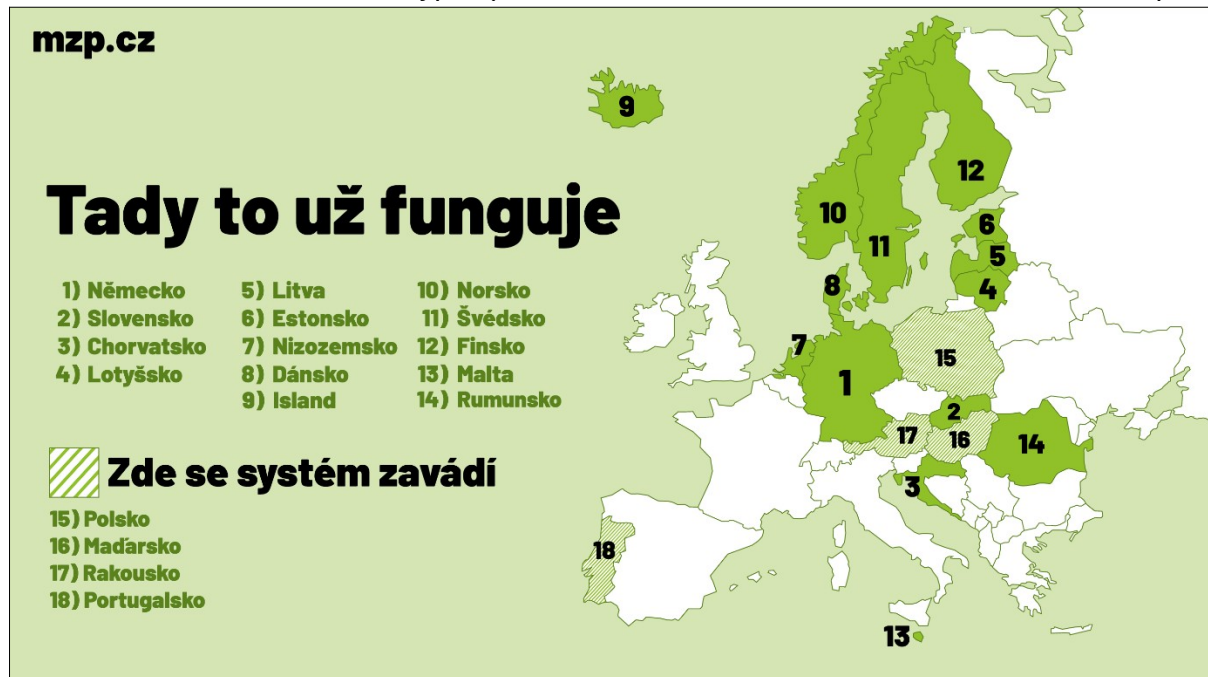 mzp.cz
Tady to už funguje
1) Německo
2) Slovensko
3) Chorvatsko
4) Lotyšsko
5) Litva
6) Estonsko
7) Nizozemsko
8) Dánsko
9) Island
10) Norsko
11) Švédsko
12) Finsko
13) Malta
14) Rumunsko
Zde se systém zavádí
15) Polsko
16) Maďarsko
17) Rakousko
18) Portugalsko
9
12
10
6
11
5
8
4
7
15
1
2
17
16
14
3
18
13